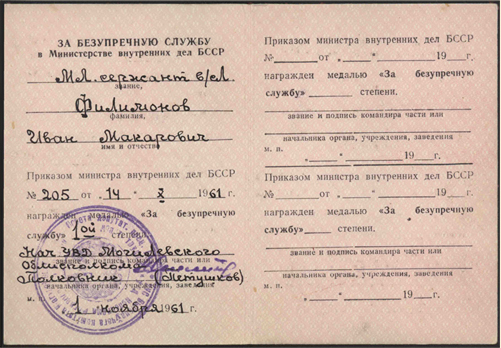 ЗА БЕЗУПРЕЧНУЮ СЛУЖБУ
в Министерстве внутренних дел БССР
Мл. сержант в/сл
звание,
Филимонов
фамилия,
Иван Макарович
имя и отчество
Приказом министра внутренних дел БССР
№ 205 от „ 14 " X 1961 г.
награжден медалью «За безупречную
службу» 1ой степени.
Нач УВД Могилевского
звание и подпись командира части или
Облисполкома
Полковник (Петушков)
начальника органа, учреждения, заведения
м. п.
„ 1 " ноября 1961 г.
Приказом министра внутренних дел БССР
№ от „ " 19 г.
награжден медалью «За безупречную
службу» степени.
звание и подпись командира части или
начальника органа, учреждения, заведения
м. п. „ " 19 г.
Приказом министра внутренних дел БССР
№ от „ " 19 г.
награжден медалью «За безупречную
службу» степени.
звание и подпись командира части или
начальника органа, учреждения, заведения
м. п. „ " 19 г.